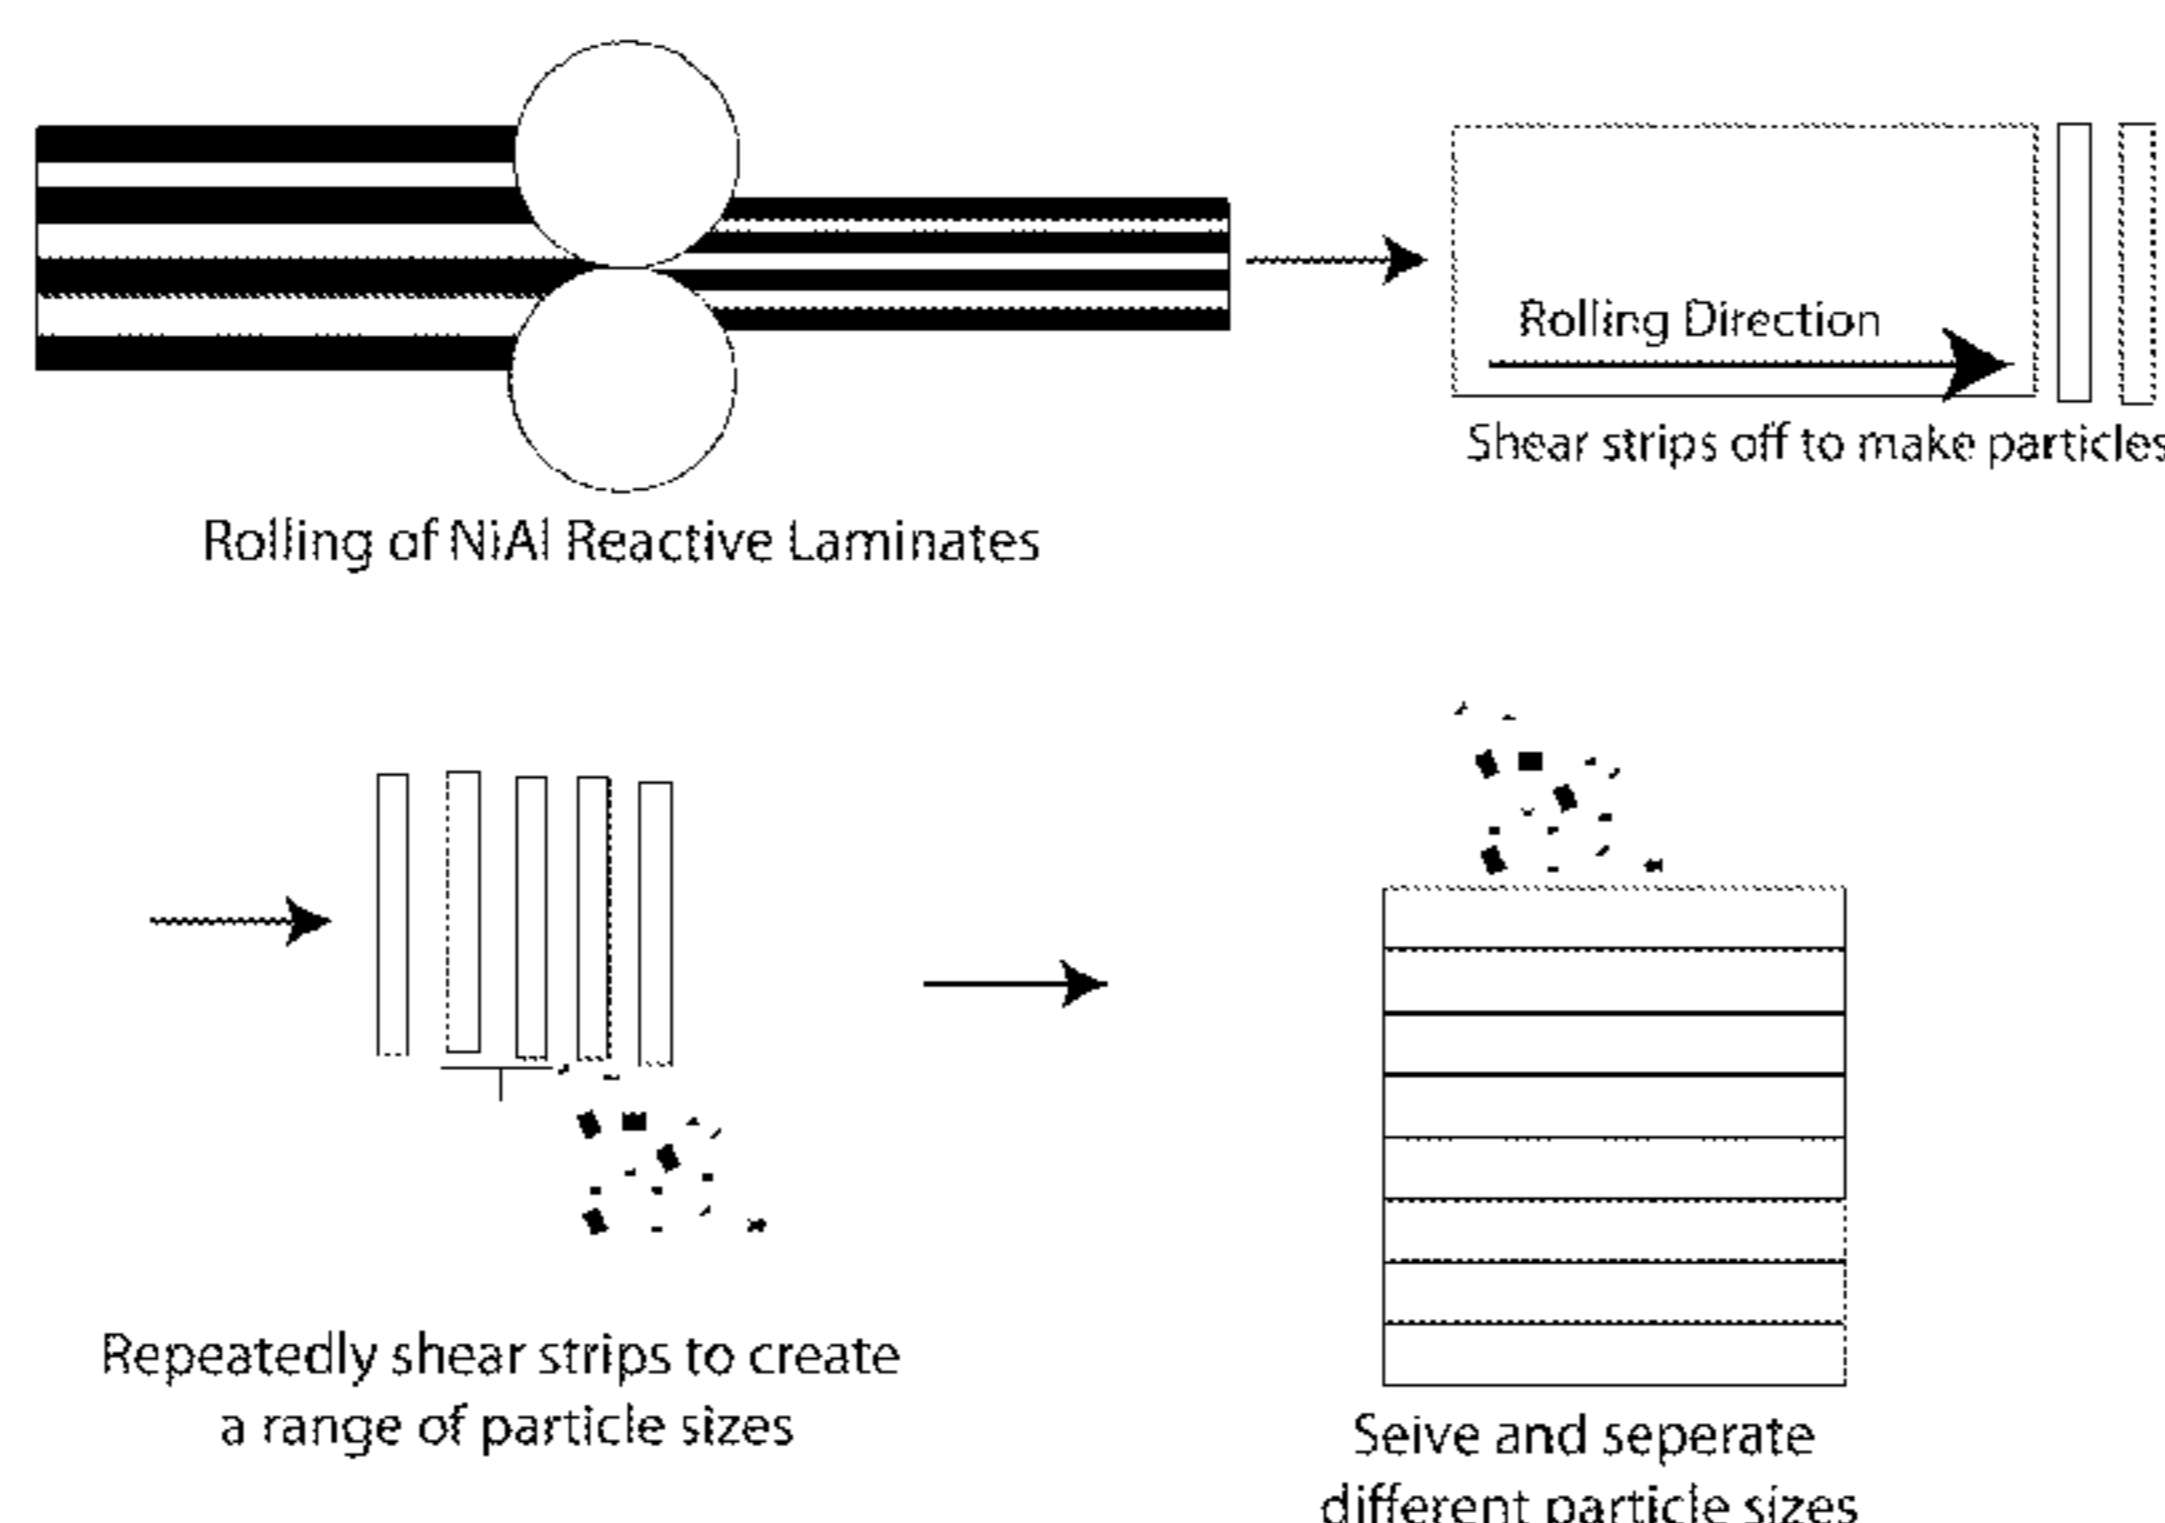 Rolling Direction
Shear strips off to make particles
Rolling of NiAl Reactive Laminates
Repeatedly shear strips to create
a range of particle sizes
Seive and seperate
different particle sizes